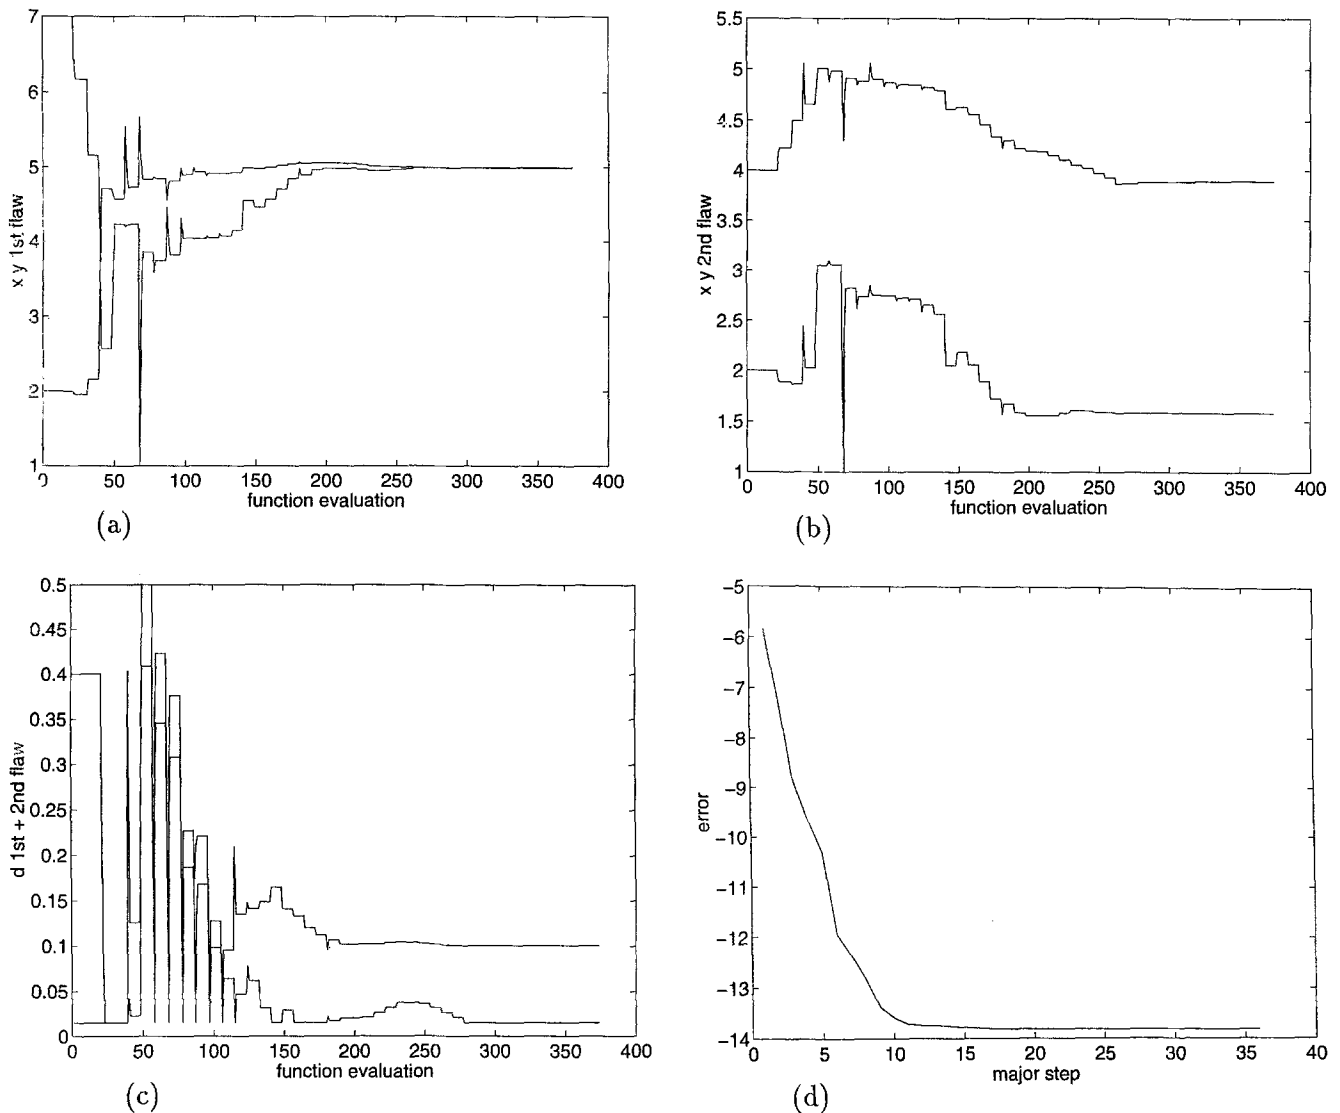 7
6
5
4
3
2
1
x y 1st flaw
0 50 100 150 200 250 300 350 400
function evaluation
(a)
5.5
5
4.5
4
3.5
3
2.5
2
1.5
1
x y 2nd flaw
0 50 100 150 200 250 300 350 400
function evaluation
(b)
0.5
0.45
0.4
0.35
0.3
0.25
0.2
0.15
0.1
0.05
0
d 1st + 2nd flaw
0 50 100 150 200 250 300 350 400
function evaluation
(c)
−5
−6
−7
−8
−9
−10
−11
−12
−13
−14
error
0 5 10 15 20 25 30 35 40
major step
(d)